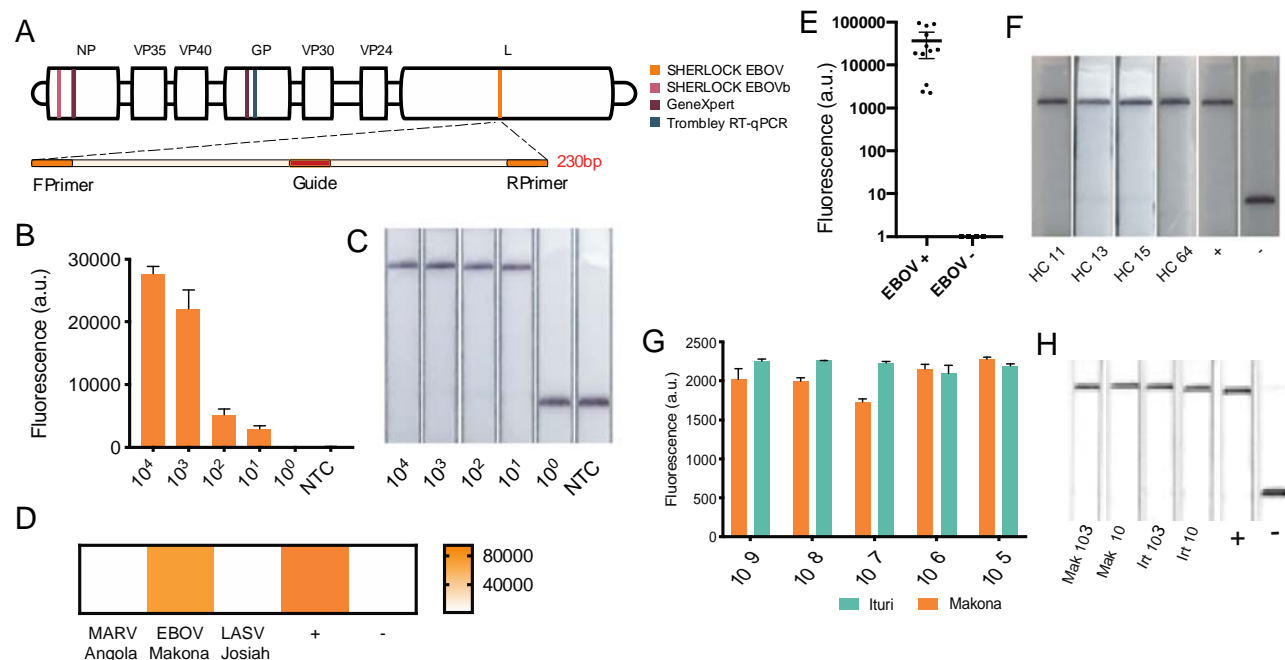 A
NP VP35 VP40 GP VP30 VP24 L
SHERLOCK EBOV
SHERLOCK EBOVb
GeneXpert
Trombley RT-qPCR
230bp
FPrimer Guide RPrimer
B
Fluorescence (a.u.)
30000
20000
10000
0
10⁴ 10³ 10² 10¹ 10⁰ NTC
C
10⁴ 10³ 10² 10¹ 10⁰ NTC
D
80000
40000
MARV EBOV LASV + -
Angola Makona Josiah
E
Fluorescence (a.u.)
100000
10000
1000
100
10
1
EBOV + EBOV -
F
HC 11 HC 13 HC 15 HC 64 + -
G
Fluorescence (a.u.)
2500
2000
1500
1000
500
0
10 9 10 8 10 7 10 6 10 5
Ituri Makona
H
Mak 103 Mak 10 Irt 103 Irt 10 + -